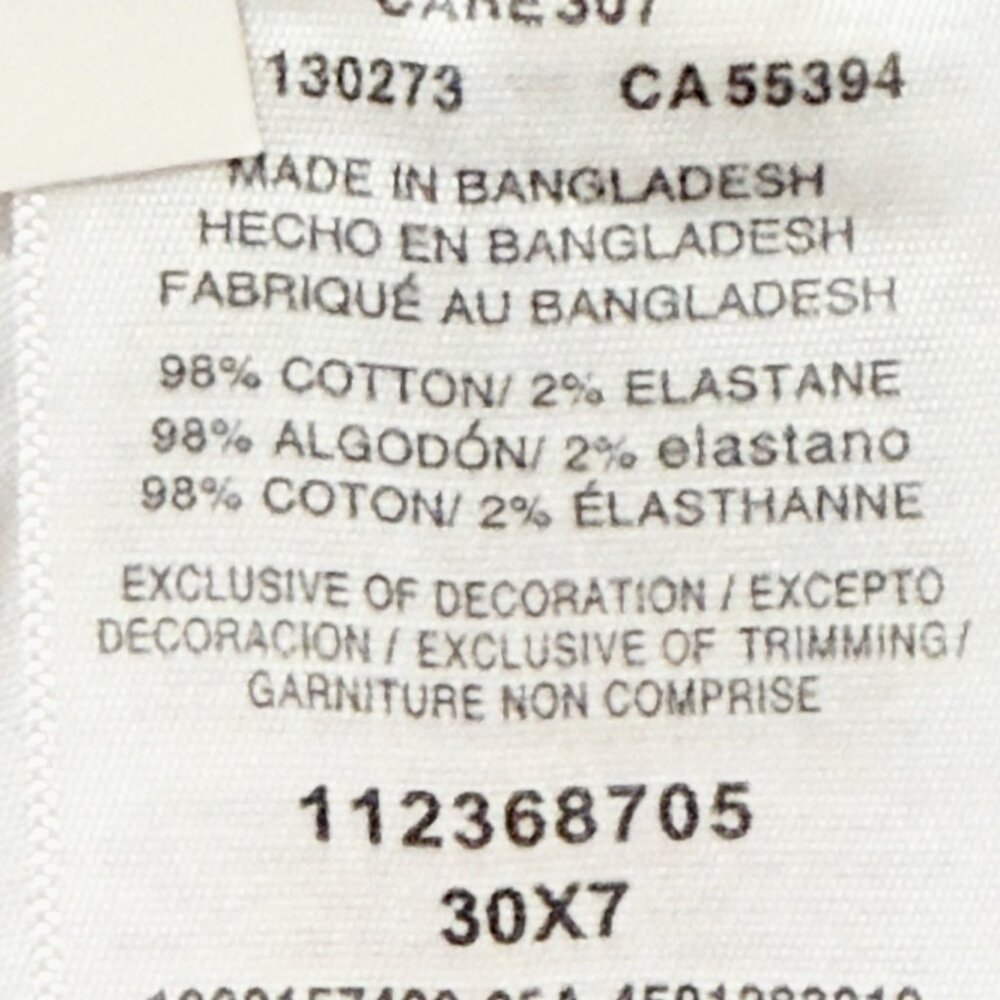 CARE307
130273 CA 55394
MADE IN BANGLADESH
HECHO EN BANGLADESH
FABRIQUÉ AU BANGLADESH
98% COTTON/ 2% ELASTANE
98% ALGODÓN/ 2% elastano
98% COTON/ 2% ÉLASTHANNE
EXCLUSIVE OF DECORATION / EXCEPTO
DECORACION / EXCLUSIVE OF TRIMMING /
GARNITURE NON COMPRISE
112368705
30X7